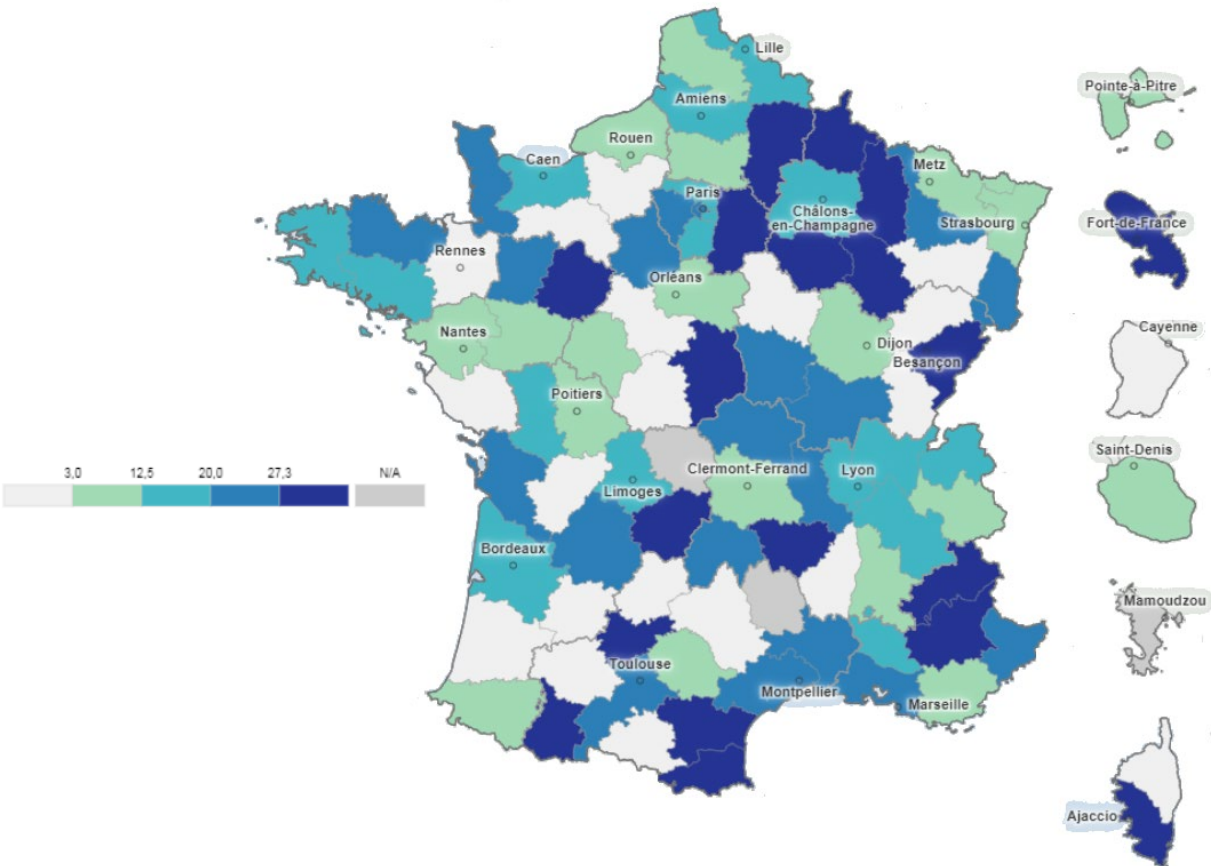 Lille
Pointe-à-Pitre
Amiens
Rouen
Caen
Metz
Paris
Châlons-
en-Champagne
Strasbourg
Fort-de-France
Rennes
Orléans
Nantes
Dijon
Besançon
Cayenne
Poitiers
Saint-Denis
3,0 12,5 20,0 27,3 N/A
Clermont-Ferrand
Lyon
Limoges
Bordeaux
Mamoudzou
Toulouse
Montpellier
Marseille
Ajaccio